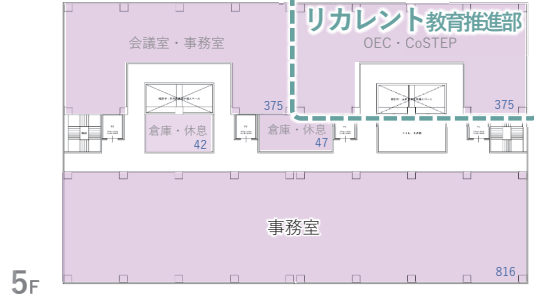 リカレント教育推進部
会議室・事務室
OEC・CoSTEP
375
375
倉庫・休息
42
倉庫・休息
47
事務室
816
5F